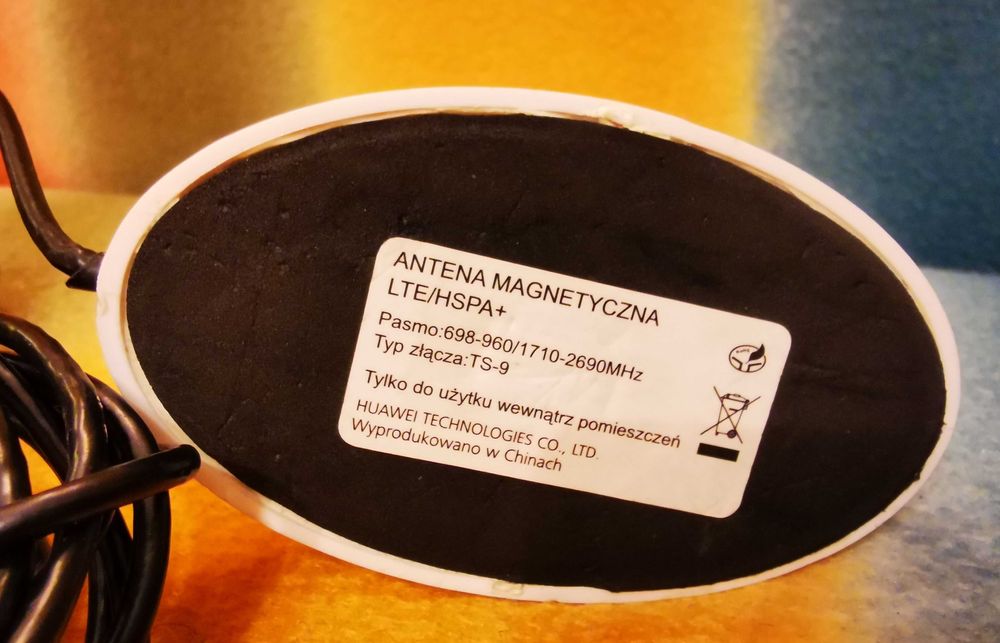 ANTENA MAGNETYCZNA
LTE/HSPA+
Pasmo:698-960/1710-2690MHz
Typ złącza:TS-9
Tylko do użytku wewnątrz pomieszczeń
HUAWEI TECHNOLOGIES CO., LTD.
Wyprodukowano w Chinach